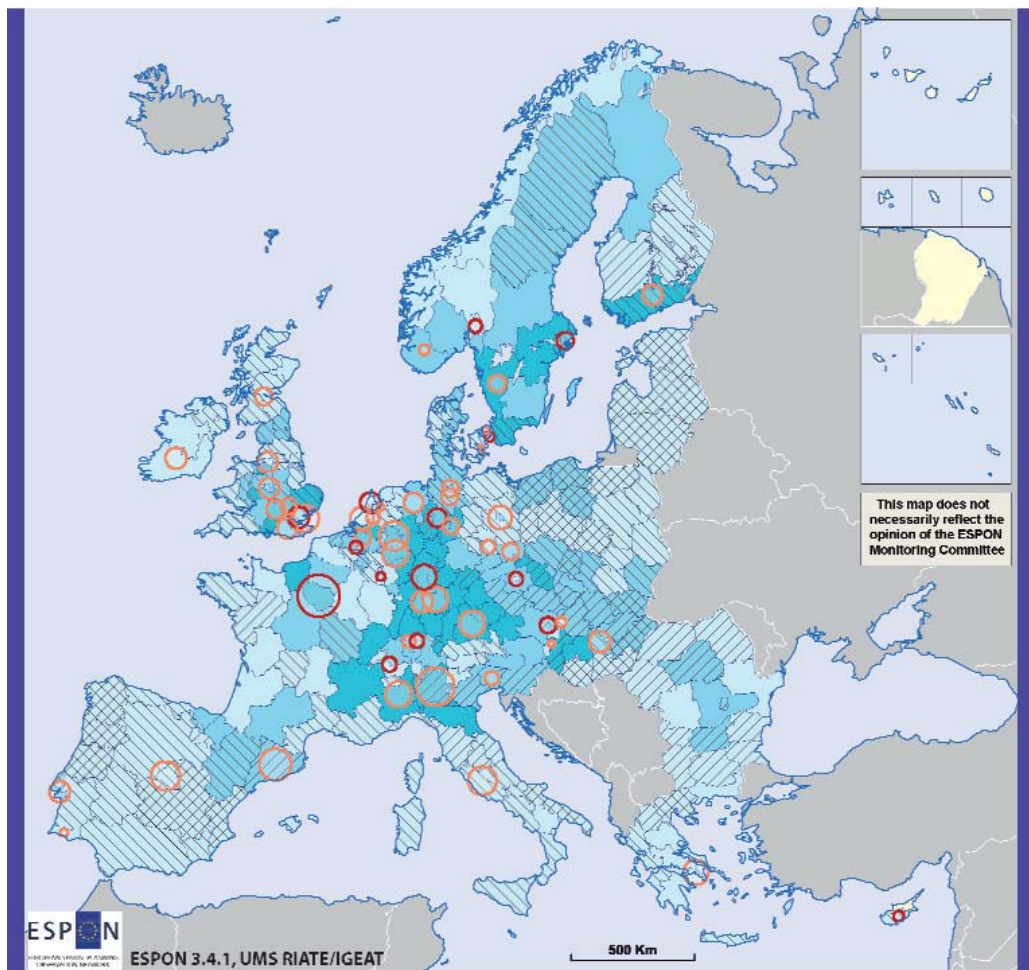 This map does not
necessarily reflect the
opinion of the ESPON
Monitoring Committee
ESPON
ESPON 3.4.1, UMS RIATE/IGEAT
500 Km